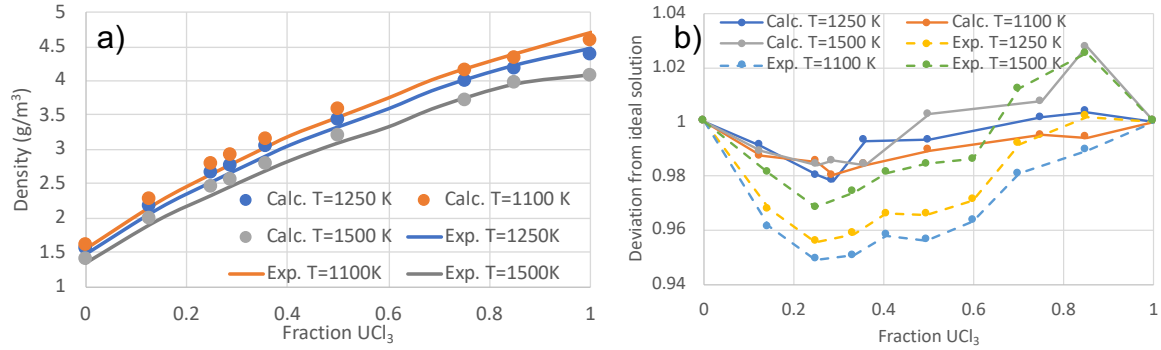 a)
Density (g/m³)
5
4.5
4
3.5
3
2.5
2
1.5
1
Calc. T=1250 K
Calc. T=1100 K
Calc. T=1500 K
Exp. T=1250K
Exp. T=1100K
Exp. T=1500K
0
0.2
0.4
0.6
0.8
1
Fraction UCl₃
b)
Deviation from ideal solution
1.04
1.02
1
0.98
0.96
0.94
Calc. T=1250 K
Calc. T=1100 K
Calc. T=1500 K
Exp. T=1250 K
Exp. T=1100 K
Exp. T=1500 K
0
0.2
0.4
0.6
0.8
1
Fraction UCl₃